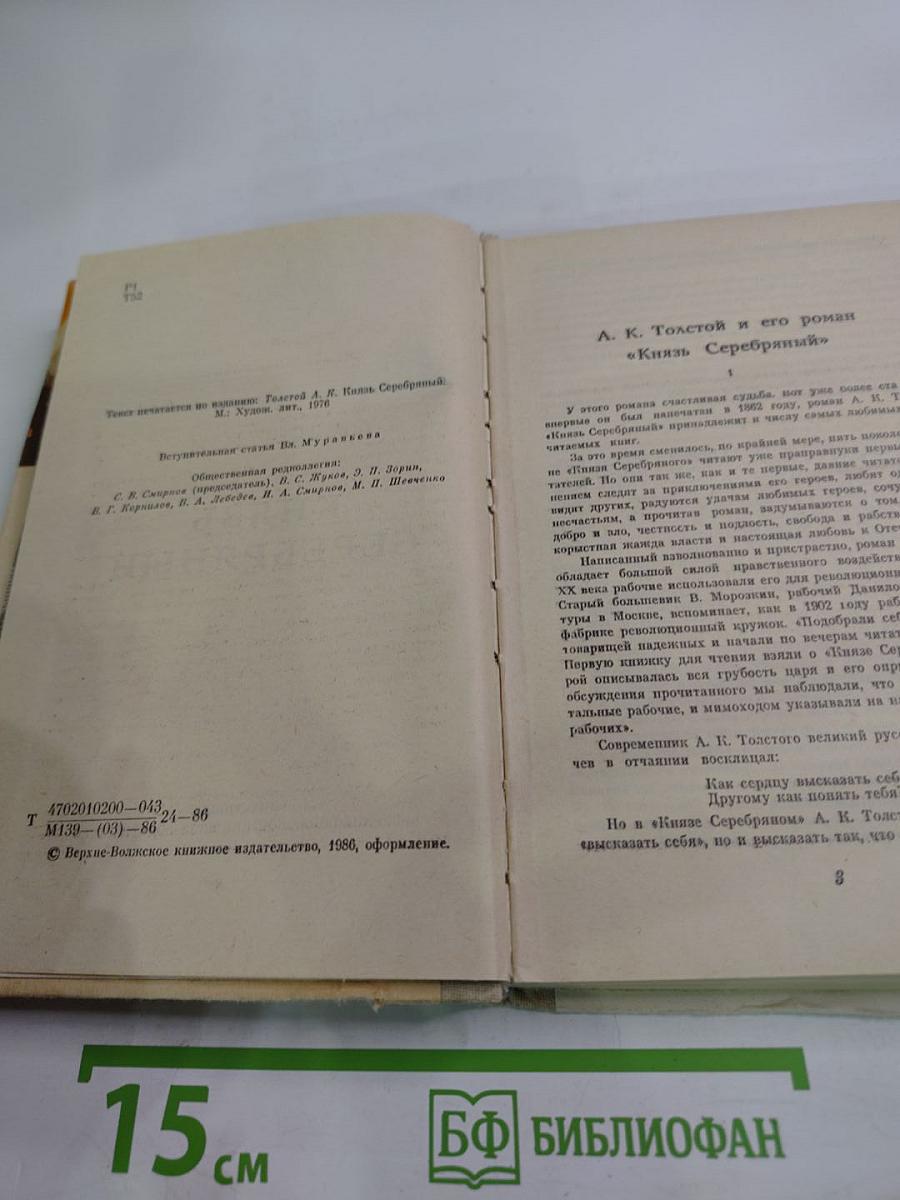 Р1
Т52
Текст печатается по изданию: Толстой А. К. Князь Серебряный.
М.: Худож. лит., 1976
Вступительная статья Вл. Муравьева
Общественная редколлегия:
С. В. Смирнов (председатель), В. С. Жуков, Э. П. Зорин,
В. Г. Корнилов, В. А. Лебедев, И. А. Смирнов, М. П. Шевченко
Т 4702010200—043 24—86
М139—(03)—86
© Верхне-Волжское книжное издательство, 1986, оформление.
А. К. Толстой и его роман
«Князь Серебряный»
1
У этого романа счастливая судьба. Вот уже более ста
впервые он был напечатан в 1862 году, роман А. К. Т
«Князь Серебряный» принадлежит к числу самых любимых
читаемых книг.
За это время сменилось, по крайней мере, пять покол
не «Князя Серебряного» читают уже праправнуки первы
тателей. Но они так же, как и те первые, давние читат
нением следят за приключениями его героев, любят од
видят других, радуются удачам любимых героев, сочу
несчастьям, а прочитав роман, задумываются о том,
добро и зло, честность и подлость, свобода и рабств
корыстная жажда власти и настоящая любовь к Отеч
Написанный взволнованно и пристрастно, роман
обладает большой силой нравственного воздейств
XX века рабочие использовали его для революцион
Старый большевик В. Морозкин, рабочий Данило
туры в Москве, вспоминает, как в 1902 году раб
фабрике революционный кружок. «Подобрали себ
товарищей надежных и начали по вечерам читат
Первую книжку для чтения взяли о «Князе Сер
рой описывалась вся грубость царя и его опри
обсуждения прочитанного мы наблюдали, что
тальные рабочие, и мимоходом указывали на
рабочих».
Современник А. К. Толстого великий рус
чев в отчаянии восклицал:
Как сердцу высказать себ
Другому как понять тебя?
Но в «Князе Серебряном» А. К. Толст
«высказать себя», но и высказать так, что
3
15 см
БФ БИБЛИОФАН